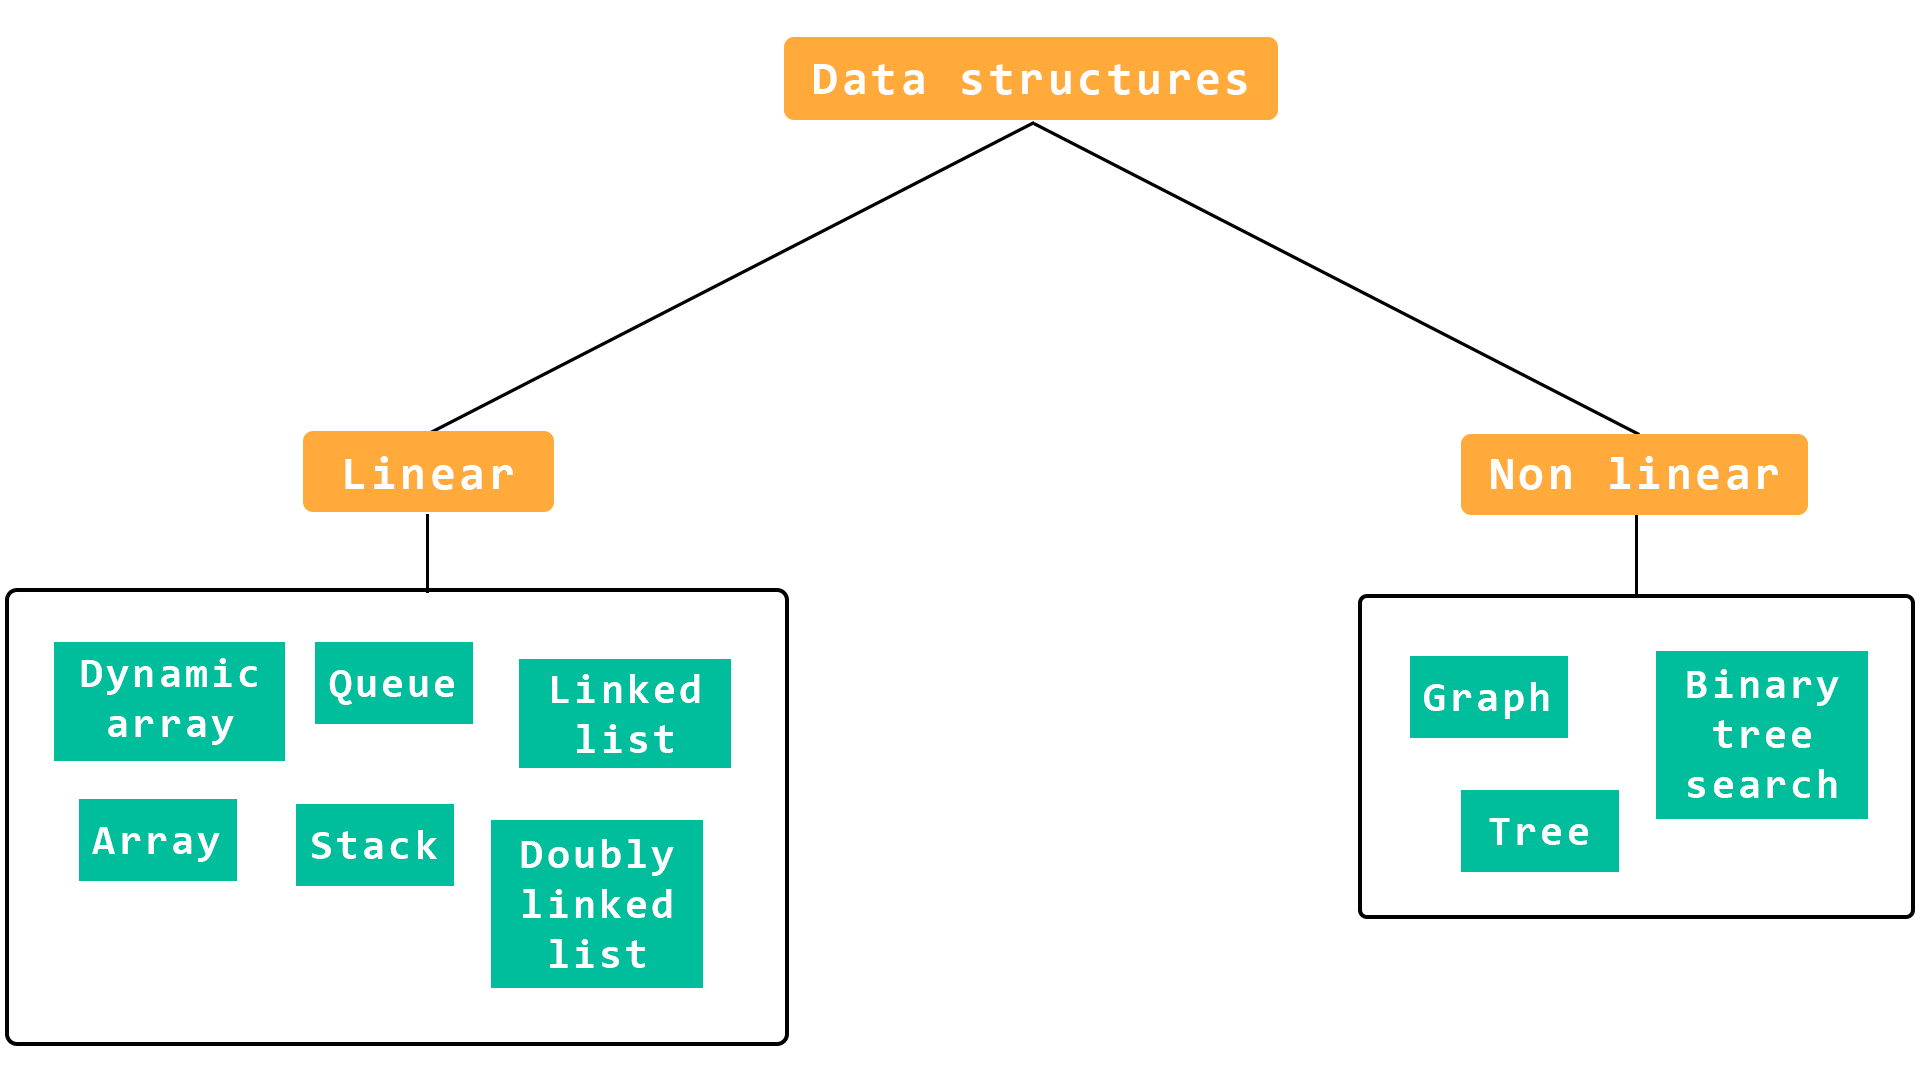 Data structures
Linear
Non linear
Dynamic
array
Queue
Linked
list
Array
Stack
Doubly
linked
list
Graph
Binary
tree
search
Tree